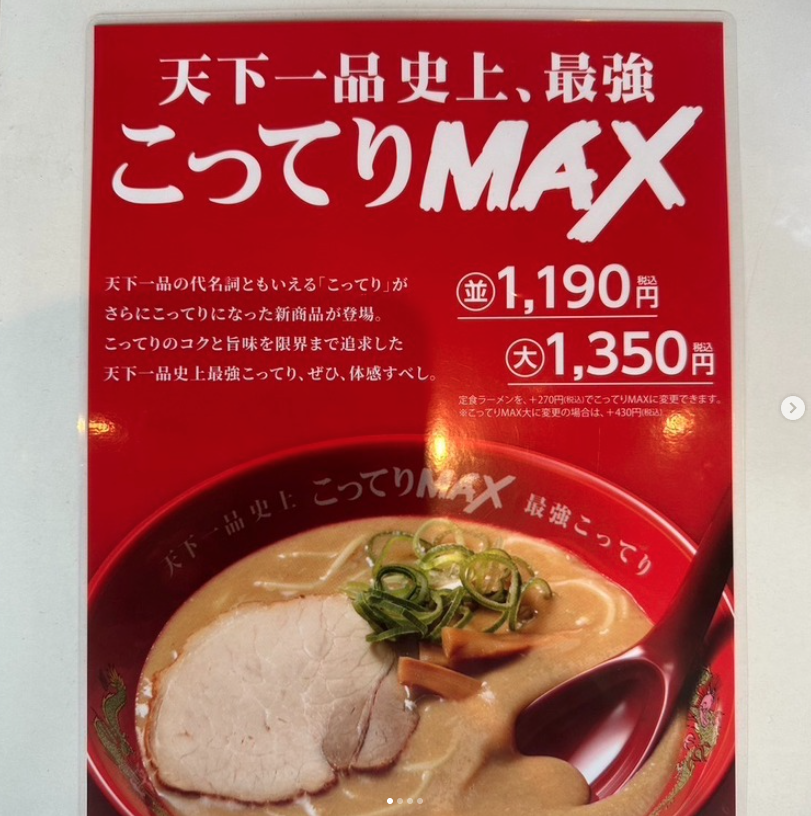 天下一品史上、最強
こってりMAX
天下一品の代名詞ともいえる「こってり」が
さらにこってりになった新商品が登場。
こってりのコクと旨味を限界まで追求した
天下一品史上最強こってり、ぜひ、体感すべし。
並1,190円税込
大1,350円税込
定食ラーメンを、+270円(税込)でこってりMAXに変更できます。
※こってりMAX大に変更の場合は、+430円(税込)
天下一品史上 こってりMAX 最強こってり